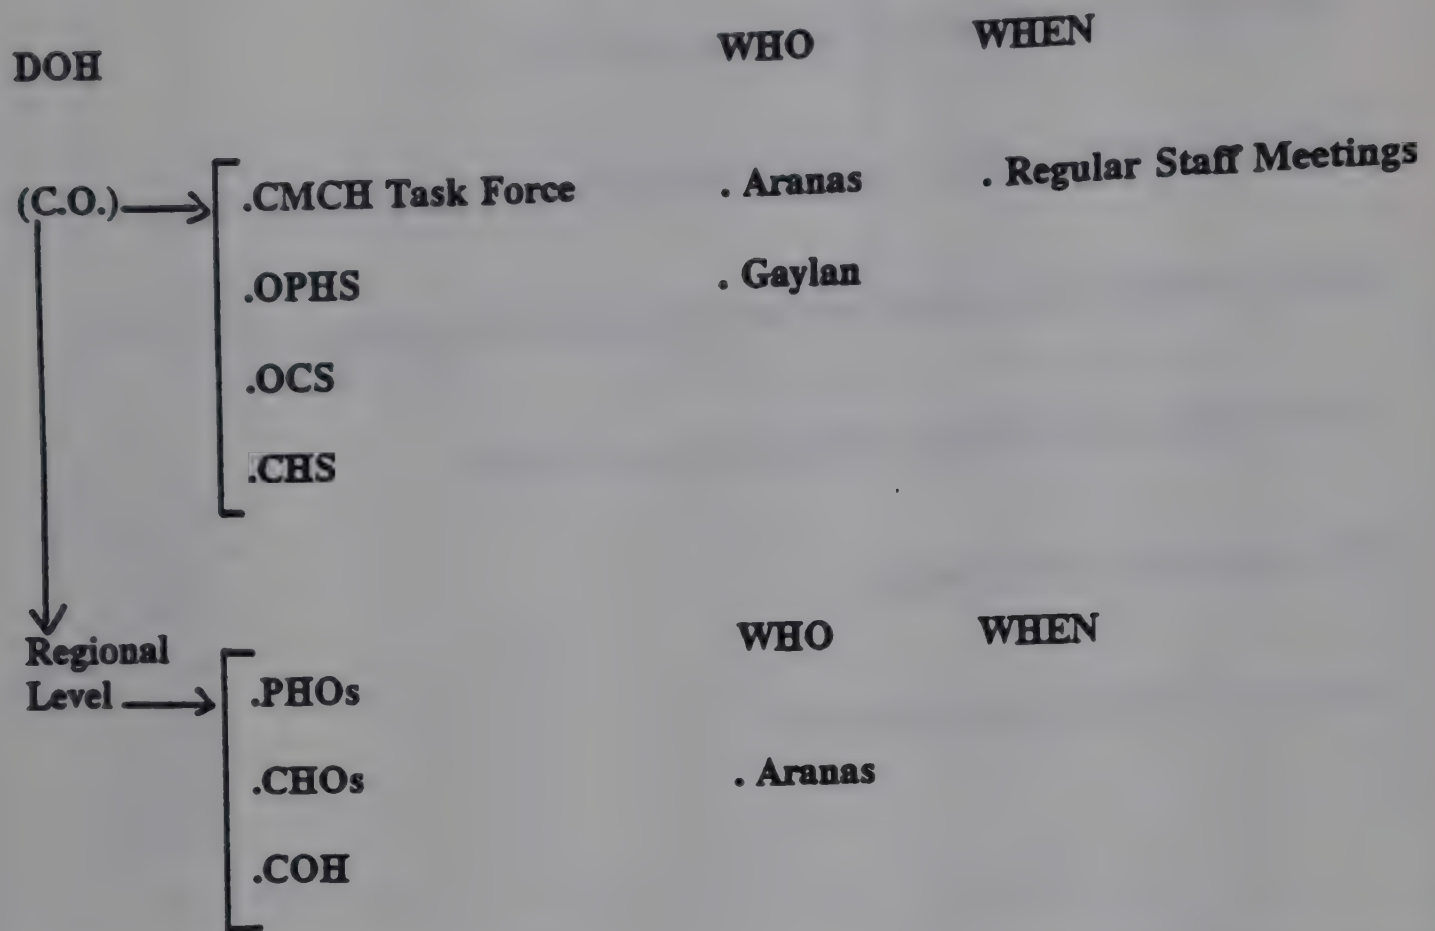 DOH WHO WHEN
(C.O.) .CMCH Task Force . Aranas . Regular Staff Meetings
.OPHS . Gaylan
.OCS
.CHS
Regional WHO WHEN
Level .PHOs
.CHOs . Aranas
.COH